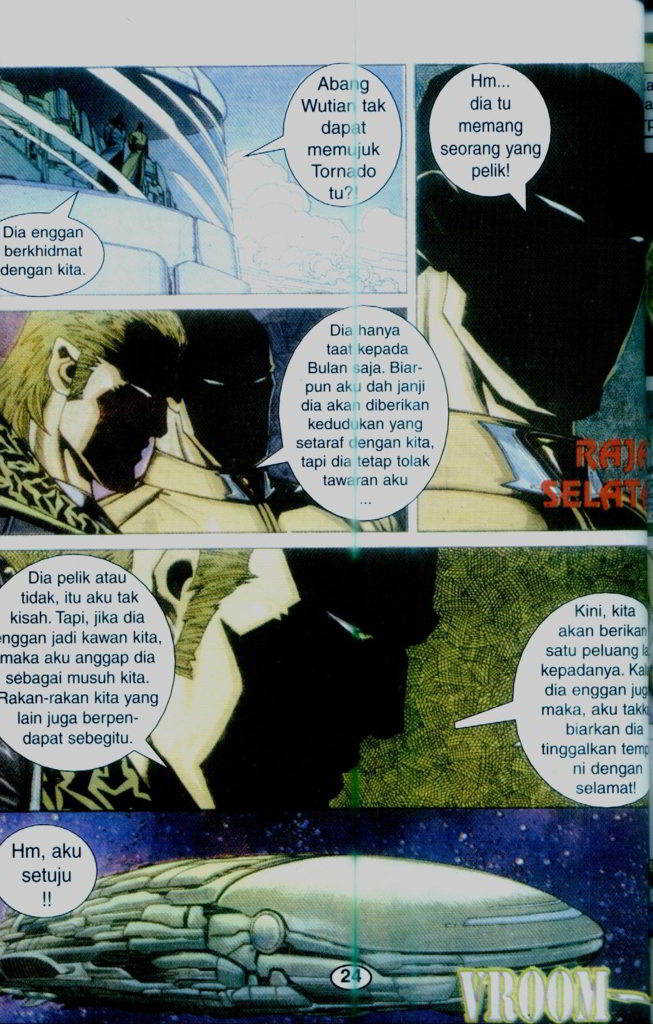 Abang
Wutian tak
dapat
memujuk
Tornado
tu?!
Dia enggan
berkhidmat
dengan kita.
Hm...
dia tu
memang
seorang yang
pelik!
RAJA
Dia hanya
taat kepada
Bulan saja. Biar-
pun aku dah janji
dia akan diberikan
kedudukan yang
setaraf dengan kita,
tapi dia tetap tolak
tawaran aku
...
Dia pelik atau
tidak, itu aku tak
kisah. Tapi, jika dia
enggan jadi kawan kita,
maka aku anggap dia
sebagai musuh kita.
Rakan-rakan kita yang
lain juga berpen-
dapat sebegitu.
Kini, kita
akan berikan
satu peluang
kepadanya.
dia enggan
maka, aku
biarkan dia
tinggalkan
ni dengan
selamat!
Hm, aku
setuju
!!
24
VROOM